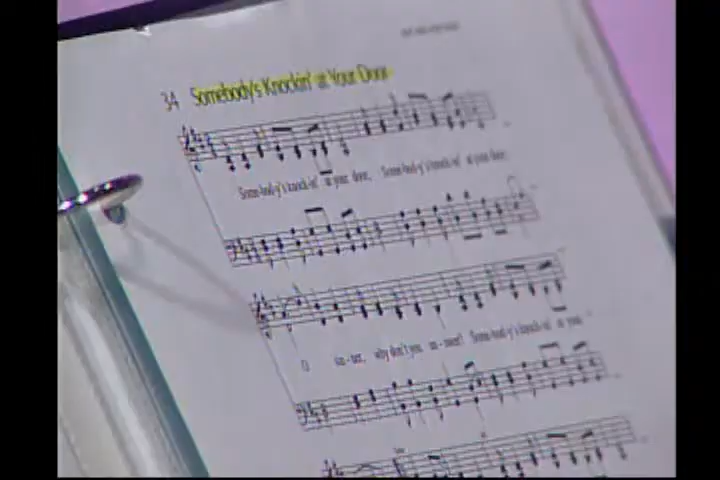 34 Somebody's Knockin' at Your Door
Some-bod-y's knock-in' at your door, Some-bod-y's knock-in' at your door,
O sin-ner, why don't you an-swer? Some-bod-y's knock-in' at your